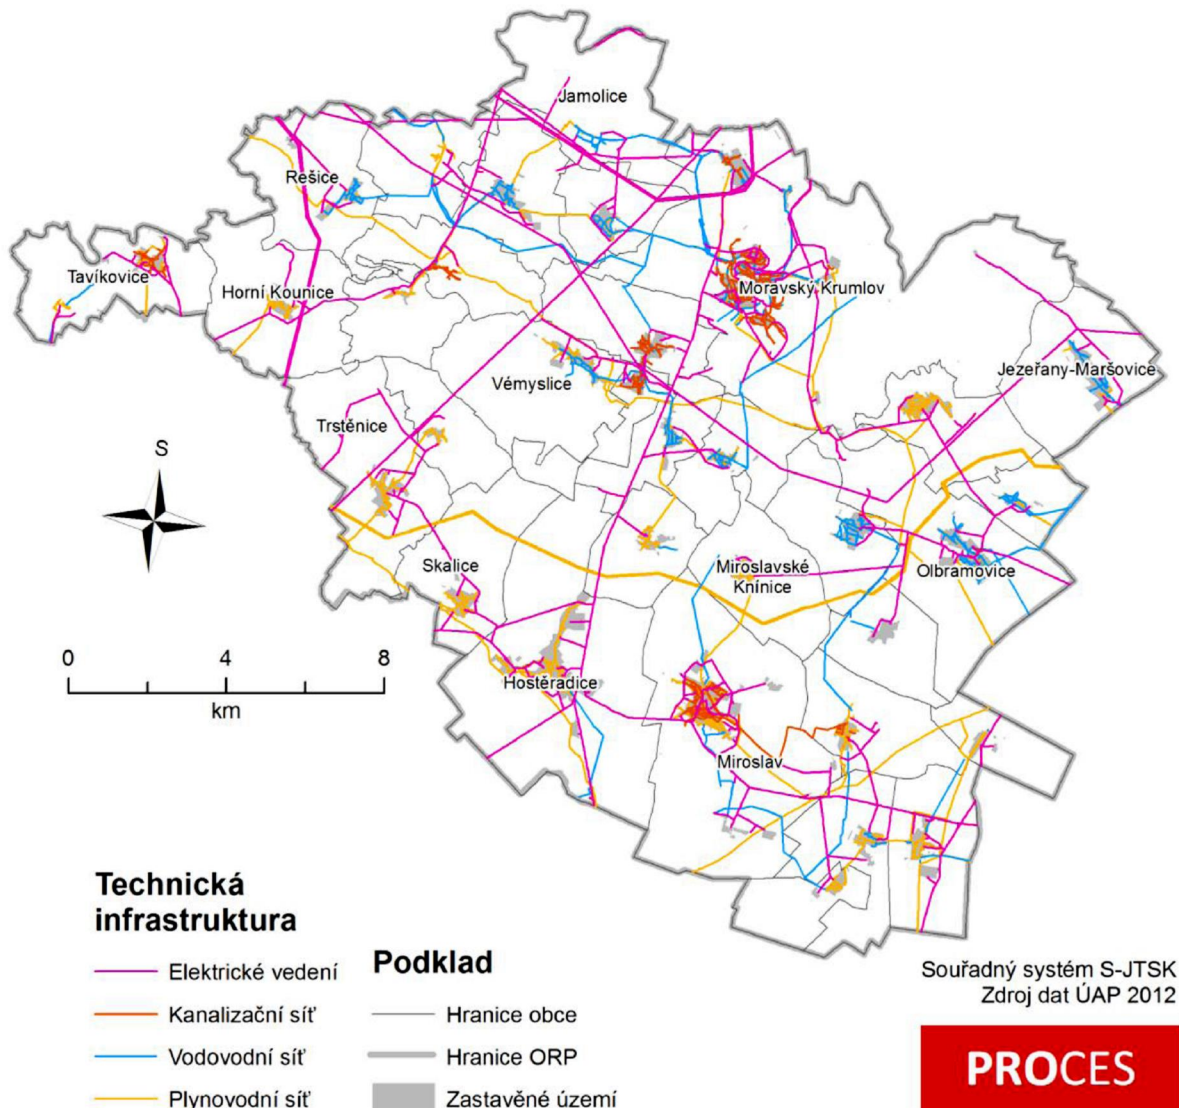 Jamolice
Rešice
Tavíkovice
Horní Kounice
Moravský Krumlov
Vémyslice
Jezeřany-Maršovice
Trstěnice
S
Skalice
Miroslavské
Knínice
Olbramovice
0 4 8
km
Hostěradice
Miroslav
Technická
infrastruktura
Elektrické vedení
Kanalizační síť
Vodovodní síť
Plynovodní síť
Podklad
Hranice obce
Hranice ORP
Zastavěné území
Souřadný systém S-JTSK
Zdroj dat ÚAP 2012
PROCES